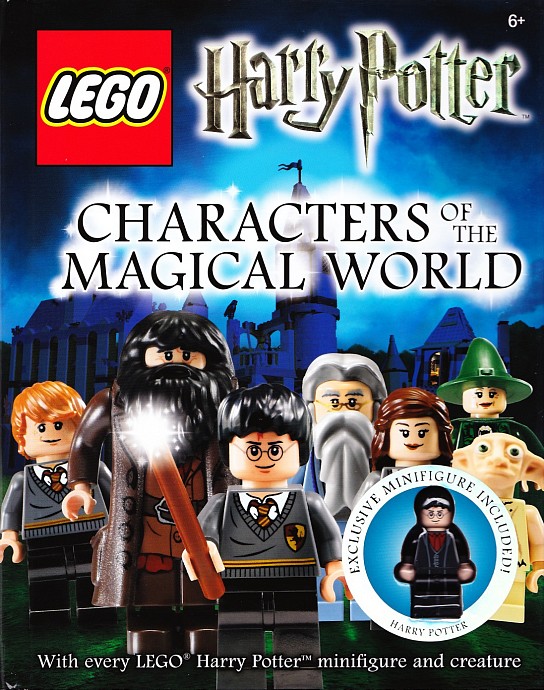 6+
LEGO®
Harry Potter™
CHARACTERS OF THE
MAGICAL WORLD
EXCLUSIVE MINIFIGURE INCLUDED!
HARRY POTTER
With every LEGO® Harry Potter™ minifigure and creature